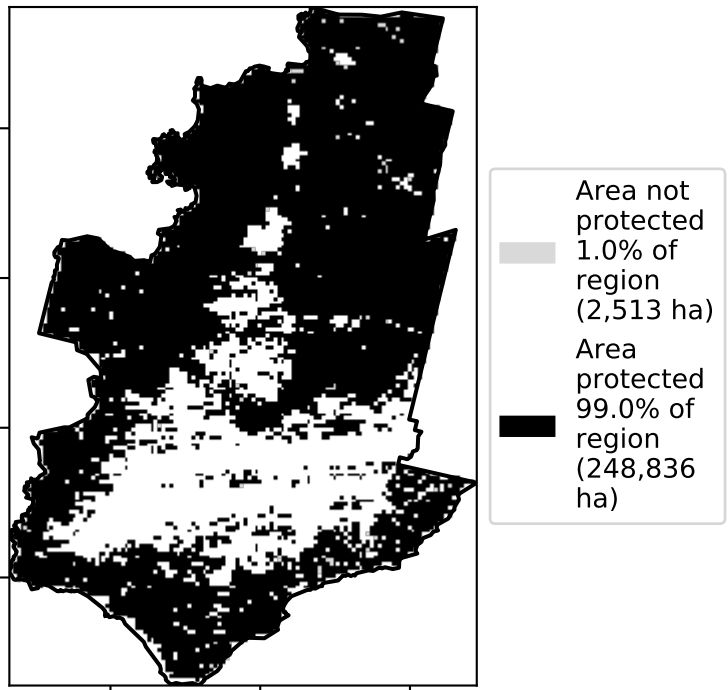 Area not
protected
1.0% of
region
(2,513 ha)
Area
protected
99.0% of
region
(248,836
ha)